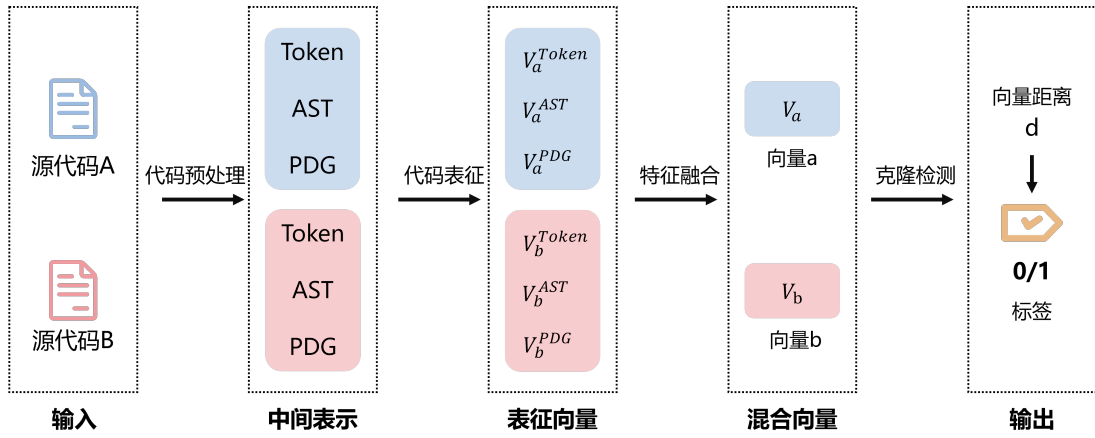 源代码A
源代码B
输入
代码预处理
Token
AST
PDG
Token
AST
PDG
中间表示
代码表征
V_a^{Token}
V_a^{AST}
V_a^{PDG}
V_b^{Token}
V_b^{AST}
V_b^{PDG}
表征向量
特征融合
V_a
向量a
V_b
向量b
混合向量
克隆检测
向量距离
d
0/1
标签
输出